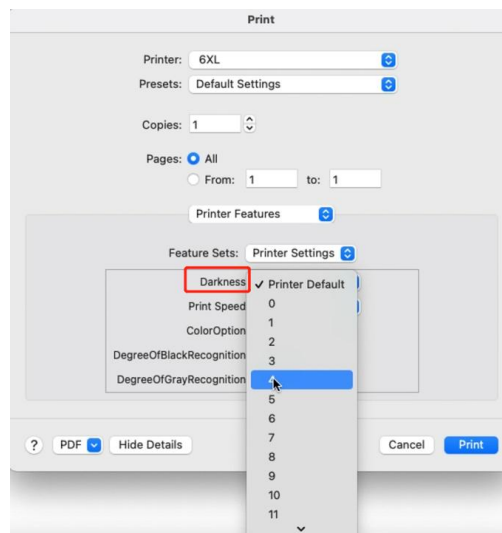 Print
Printer: 6XL
Presets: Default Settings
Copies: 1
Pages: All
From: 1 to: 1
Printer Features
Feature Sets: Printer Settings
Darkness ✓ Printer Default
Print Speed 0
1
ColorOption
2
DegreeOfBlackRecognition 3
DegreeOfGrayRecognition 4
5
6
7
8
9
10
11
? PDF Hide Details Cancel Print